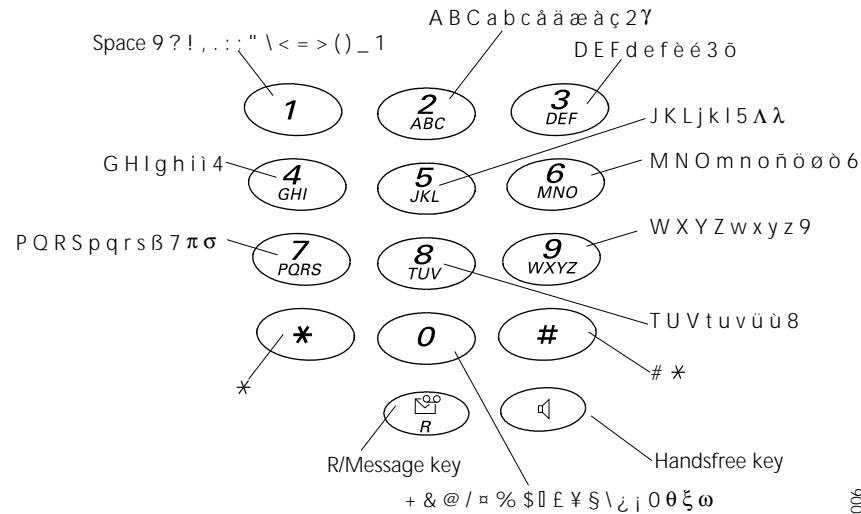 A B C a b c å ä æ à ç 2 γ
Space 9 ? ! , . : ; " \ < = > ( ) _ 1
D E F d e f è é 3 õ
1
2
ABC
3
DEF
J K L j k l 5 Λ λ
G H I g h i ì 4
M N O m n o ñ ö ø ò 6
4
GHI
5
JKL
6
MNO
W X Y Z w x y z 9
P Q R S p q r s ß 7 π σ
7
PQRS
8
TUV
9
WXYZ
T U V t u v ü ù 8
*
0
#
# *
*
R
R/Message key
Handsfree key
+ & @ / ¤ % $ £ ¥ § \ ¿ ¡ 0 θ ξ ω
006